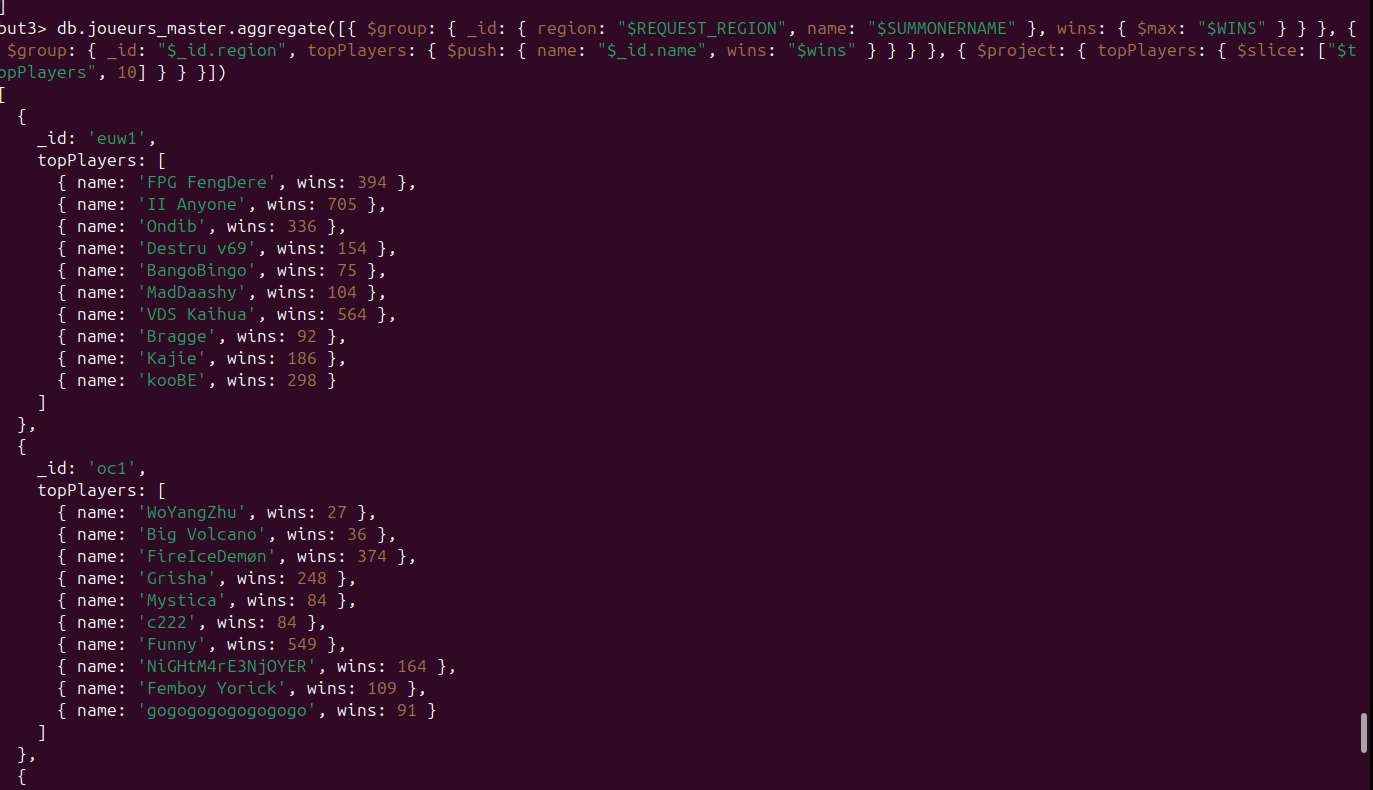 ]
out3> db.joueurs_master.aggregate([{ $group: { _id: { region: "$REQUEST_REGION", name: "$SUMMONERNAME" }, wins: { $max: "$WINS" } } }, {
$group: { _id: "$_id.region", topPlayers: { $push: { name: "$_id.name", wins: "$wins" } } } }, { $project: { topPlayers: { $slice: ["$t
opPlayers", 10] } } }])
[
{
_id: 'euw1',
topPlayers: [
{ name: 'FPG FengDere', wins: 394 },
{ name: 'II Anyone', wins: 705 },
{ name: 'Ondib', wins: 336 },
{ name: 'Destru v69', wins: 154 },
{ name: 'BangoBingo', wins: 75 },
{ name: 'MadDaashy', wins: 104 },
{ name: 'VDS Kaihua', wins: 564 },
{ name: 'Bragge', wins: 92 },
{ name: 'Kajie', wins: 186 },
{ name: 'kooBE', wins: 298 }
]
},
{
_id: 'oc1',
topPlayers: [
{ name: 'WoYangZhu', wins: 27 },
{ name: 'Big Volcano', wins: 36 },
{ name: 'FireIceDemøn', wins: 374 },
{ name: 'Grisha', wins: 248 },
{ name: 'Mystica', wins: 84 },
{ name: 'c222', wins: 84 },
{ name: 'Funny', wins: 549 },
{ name: 'NiGHtM4rE3NjOYER', wins: 164 },
{ name: 'Femboy Yorick', wins: 109 },
{ name: 'gogogogogogogogo', wins: 91 }
]
},
{